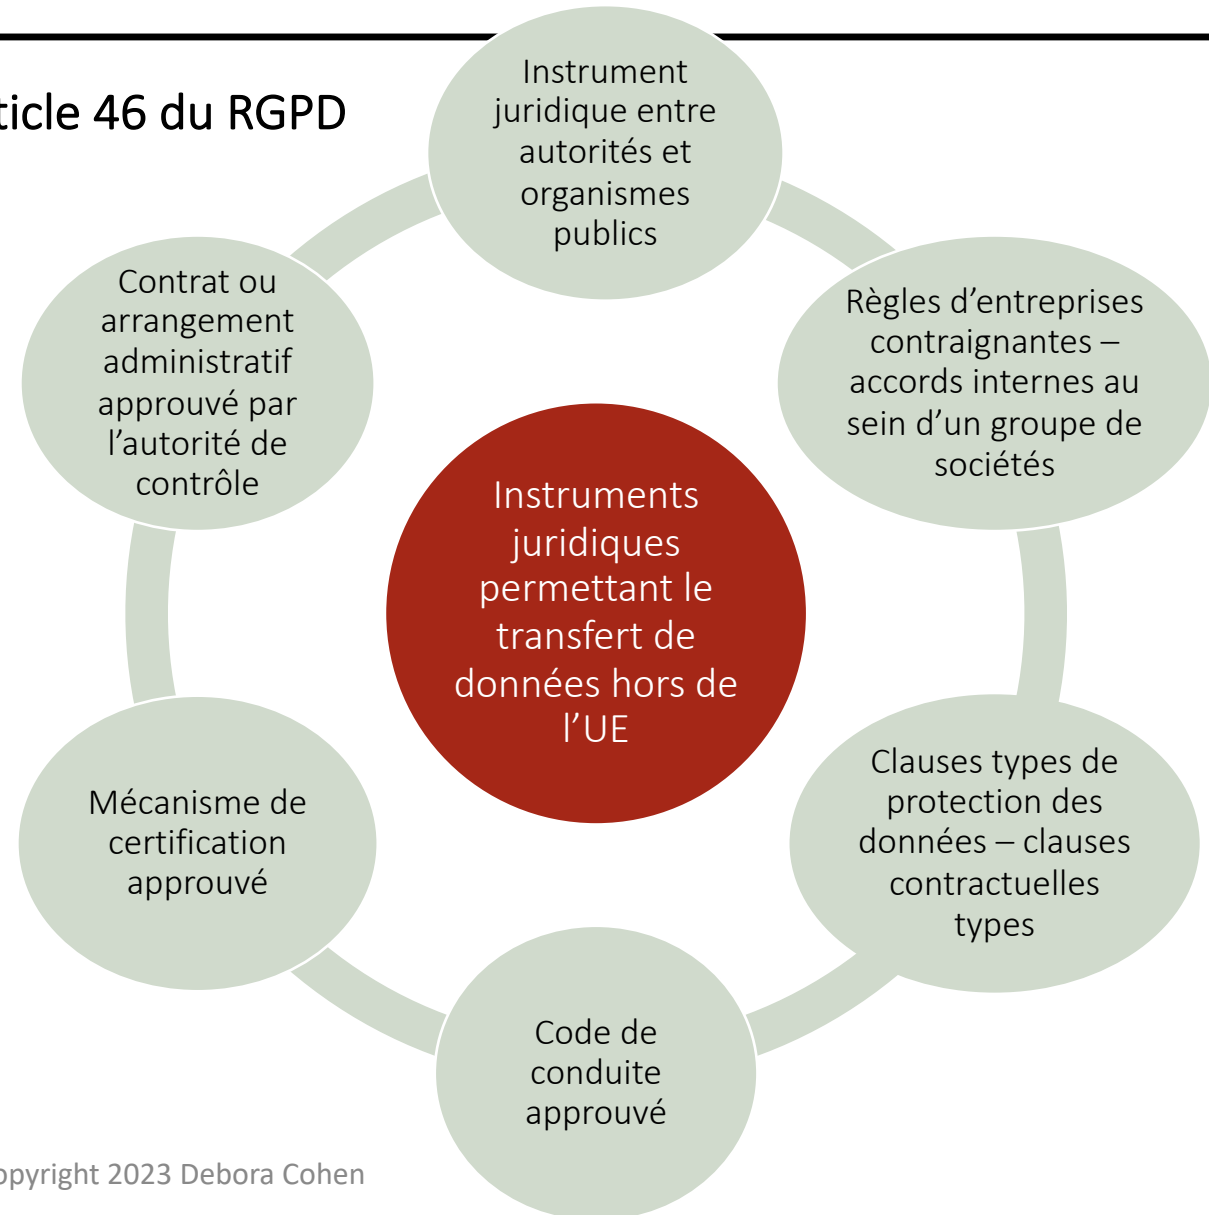 ticle 46 du RGPD
Instrument
juridique entre
autorités et
organismes
publics
Règles d’entreprises
contraignantes –
accords internes au
sein d’un groupe de
sociétés
Clauses types de
protection des
données – clauses
contractuelles
types
Code de
conduite
approuvé
Mécanisme de
certification
approuvé
Contrat ou
arrangement
administratif
approuvé par
l’autorité de
contrôle
Instruments
juridiques
permettant le
transfert de
données hors de
l’UE
opyright 2023 Debora Cohen